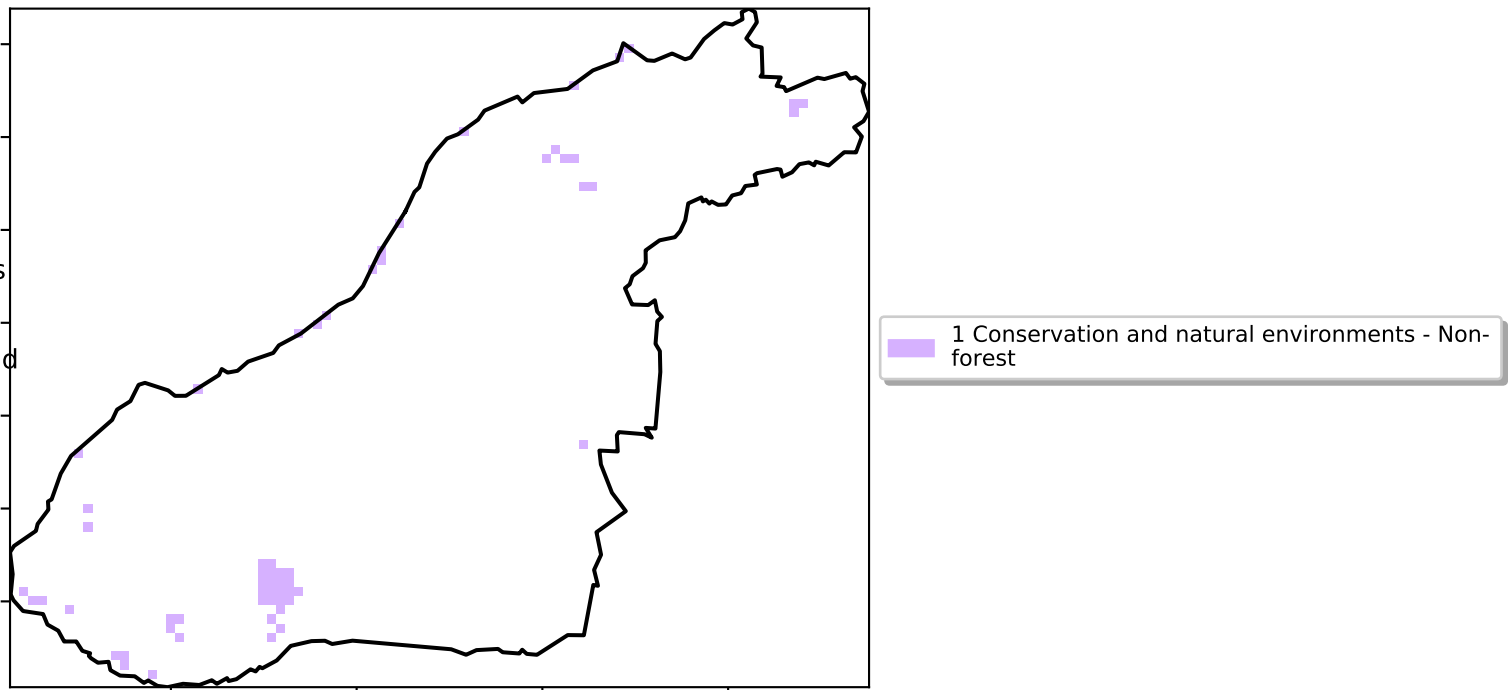 s
d
1 Conservation and natural environments - Non-
forest